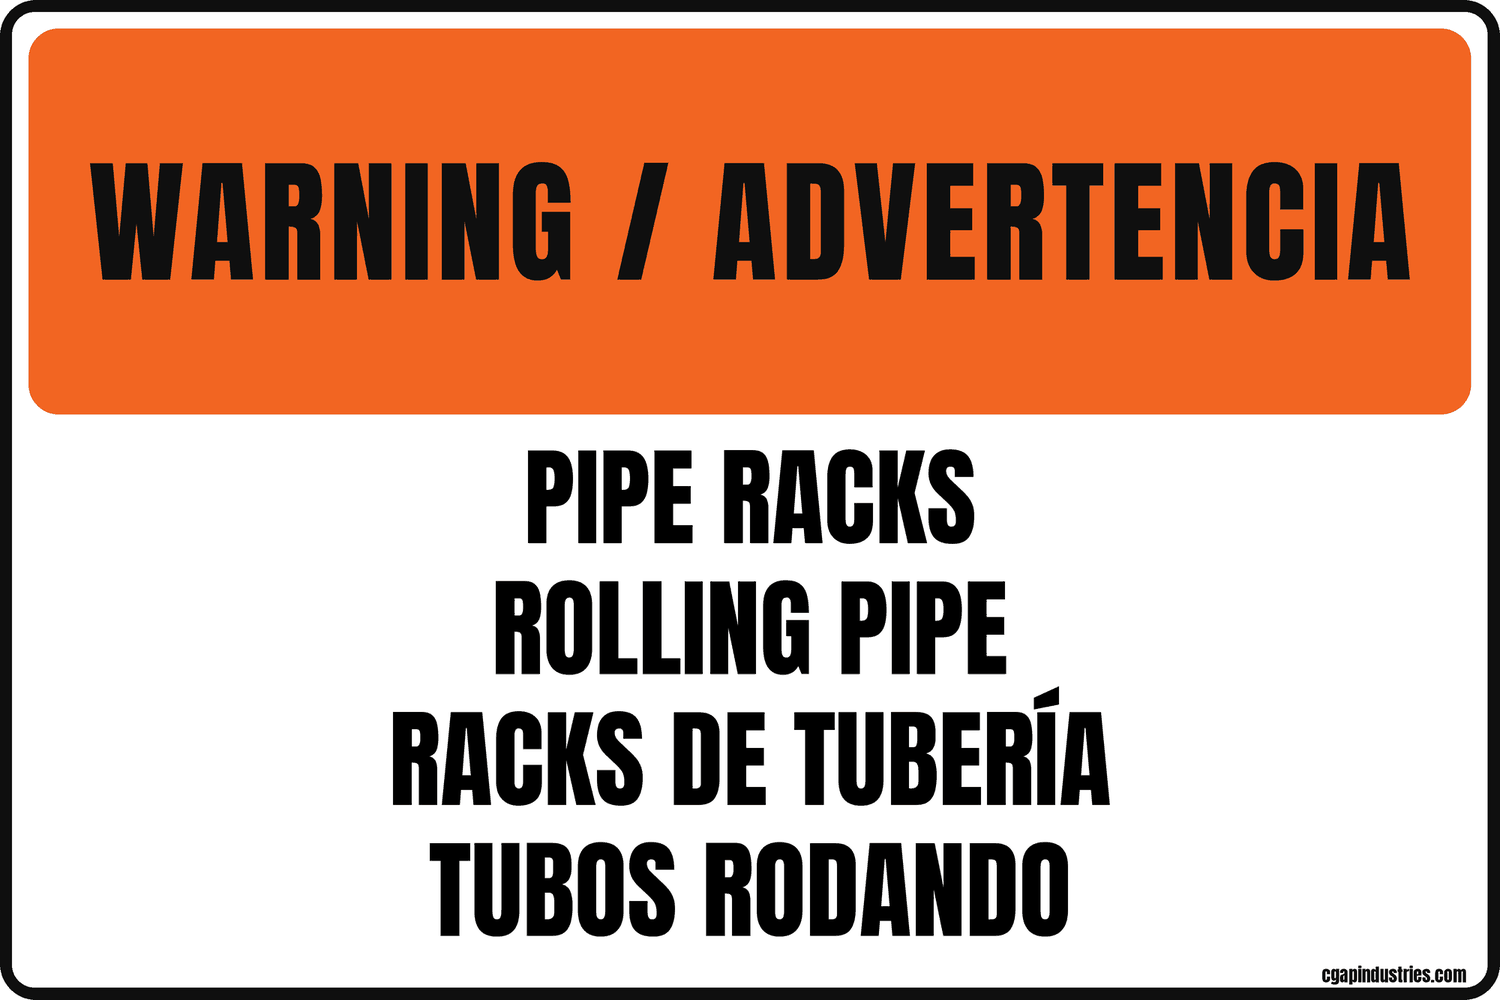 WARNING / ADVERTENCIA
PIPE RACKS
ROLLING PIPE
RACKS DE TUBERÍA
TUBOS RODANDO
cgapindustries.com